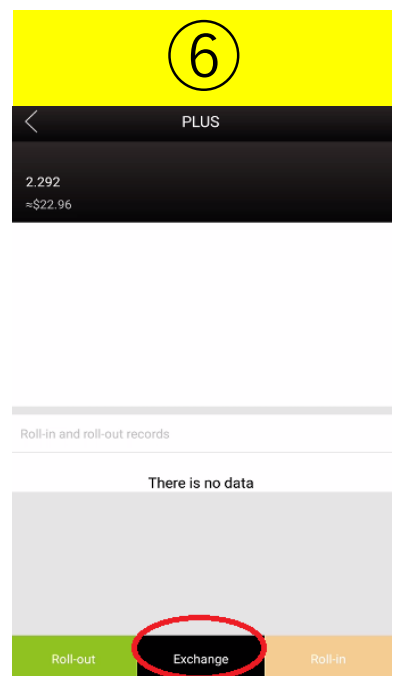 ⑥
PLUS
2.292
≈$22.96
Roll-in and roll-out records
There is no data
Roll-out Exchange Roll-in